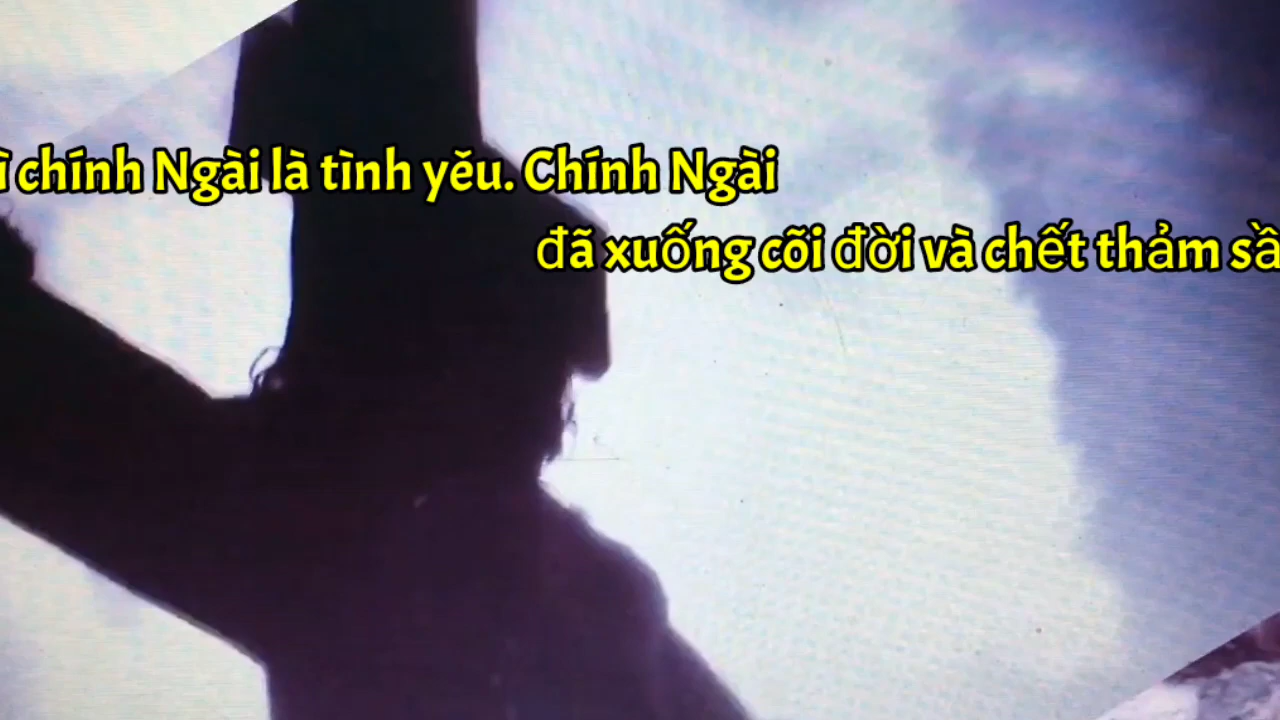 chính Ngài là tình yêu. Chính Ngài
đã xuống cõi đời và chết thảm